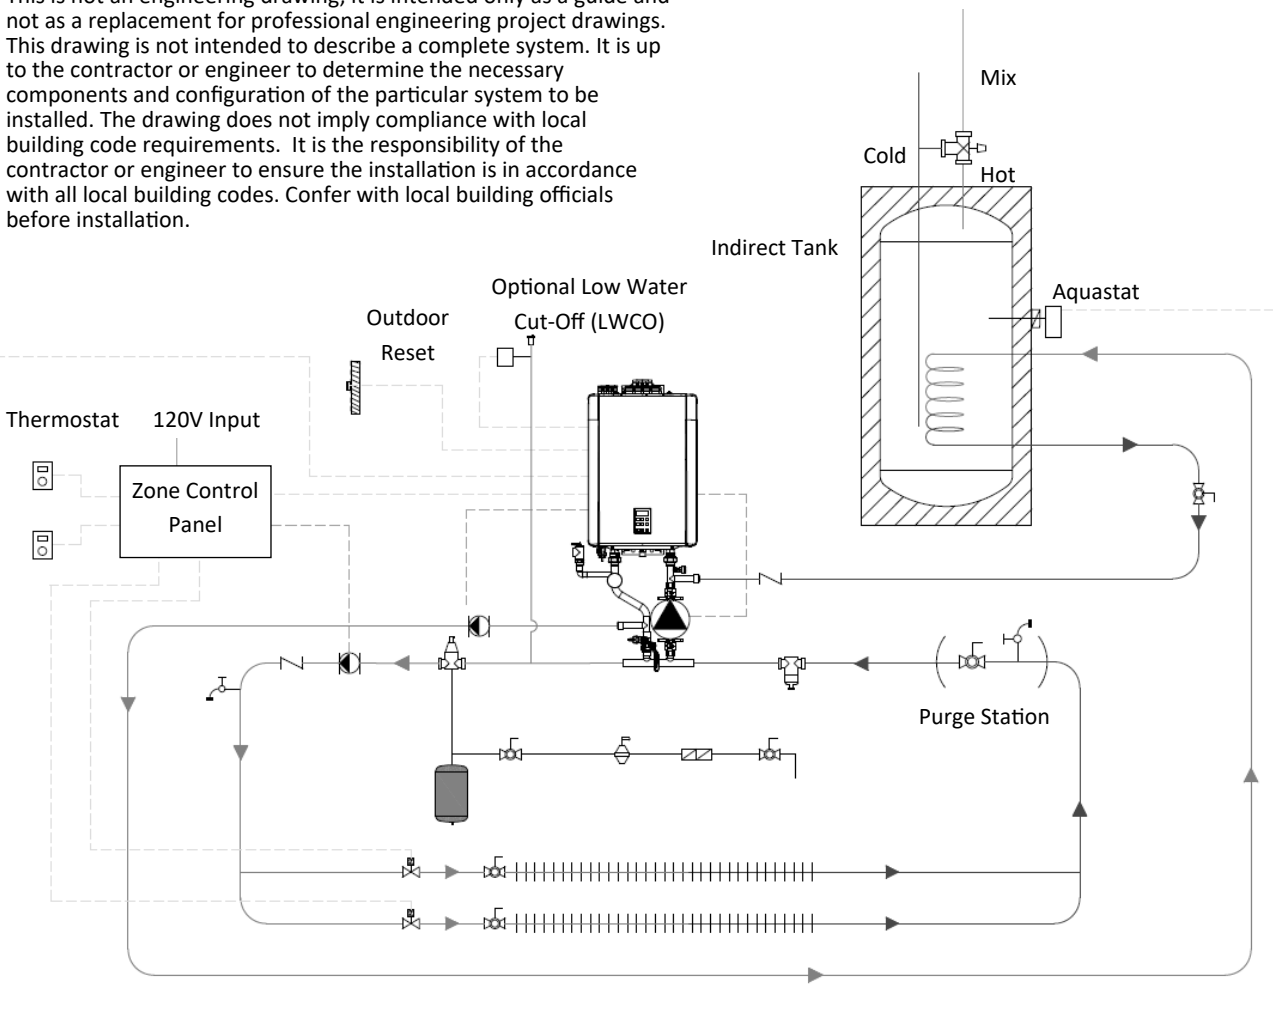 This is not an engineering drawing, it is intended only as a guide and
not as a replacement for professional engineering project drawings.
This drawing is not intended to describe a complete system. It is up
to the contractor or engineer to determine the necessary
components and configuration of the particular system to be
installed. The drawing does not imply compliance with local
building code requirements.  It is the responsibility of the
contractor or engineer to ensure the installation is in accordance
with all local building codes. Confer with local building officials
before installation.
Mix
Cold
Hot
Indirect Tank
Aquastat
Optional Low Water
Cut-Off (LWCO)
Outdoor
Reset
Thermostat
120V Input
Zone Control
Panel
Purge Station